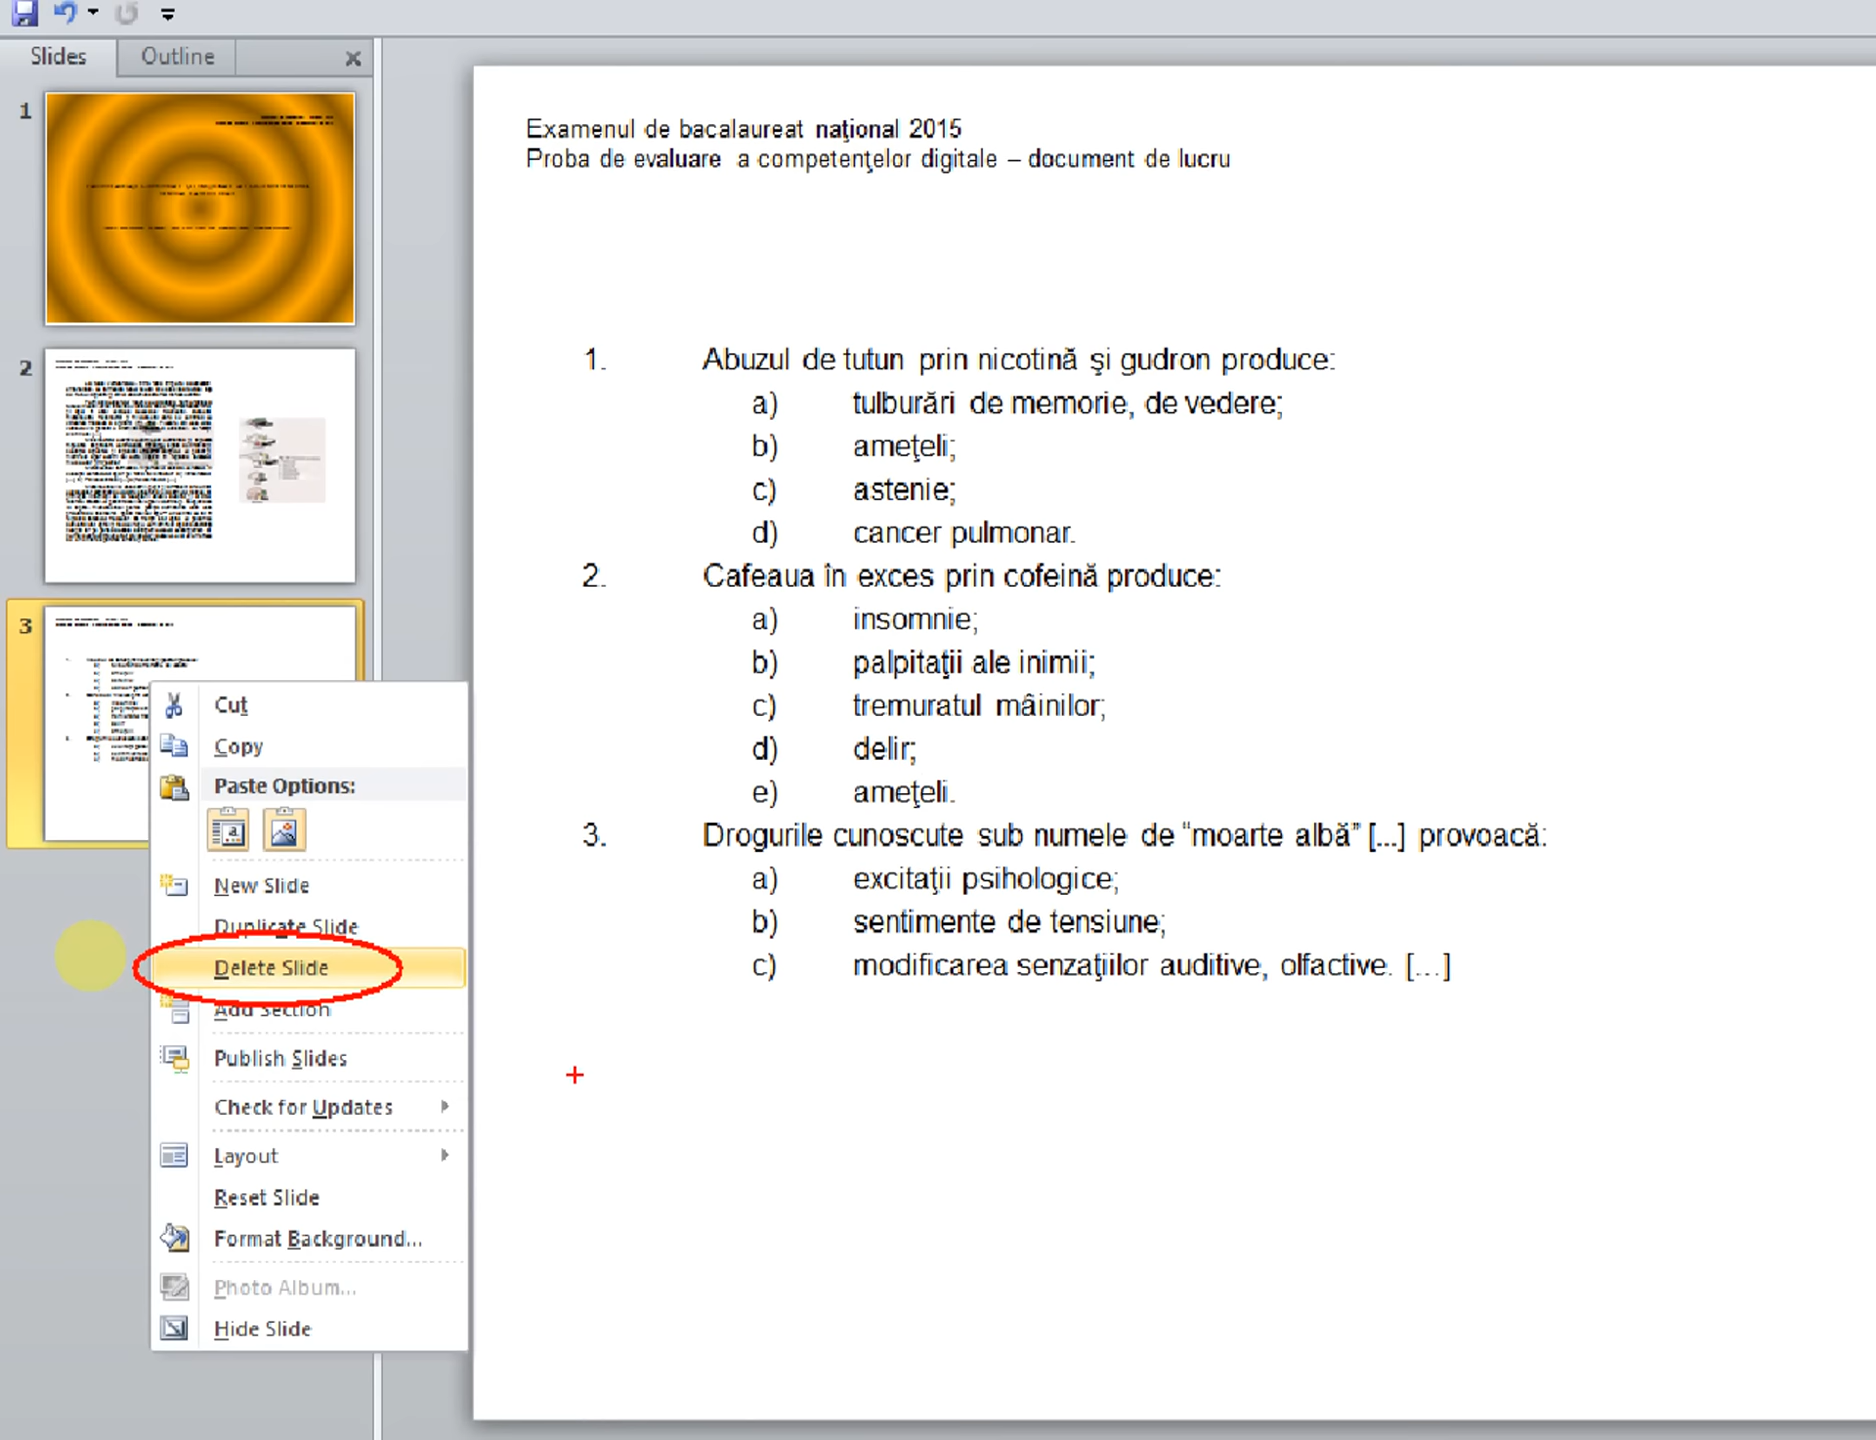 Slides
Outline
1
2
3
Cut
Copy
Paste Options:
New Slide
Duplicate Slide
Delete Slide
Add Section
Publish Slides
Check for Updates
Layout
Reset Slide
Format Background...
Photo Album...
Hide Slide
Examenul de bacalaureat naţional 2015
Proba de evaluare a competenţelor digitale – document de lucru
1. Abuzul de tutun prin nicotină şi gudron produce:
a) tulburări de memorie, de vedere;
b) ameţeli;
c) astenie;
d) cancer pulmonar.
2. Cafeaua în exces prin cofeină produce:
a) insomnie;
b) palpitaţii ale inimii;
c) tremuratul mâinilor;
d) delir;
e) ameţeli.
3. Drogurile cunoscute sub numele de “moarte albă” [...] provoacă:
a) excitaţii psihologice;
b) sentimente de tensiune;
c) modificarea senzaţiilor auditive, olfactive. […]